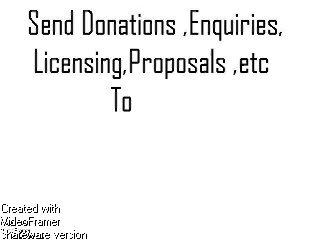 Send Donations ,Enquiries,
Licensing,Proposals ,etc
To
Created with
VideoFramer
Shareware version